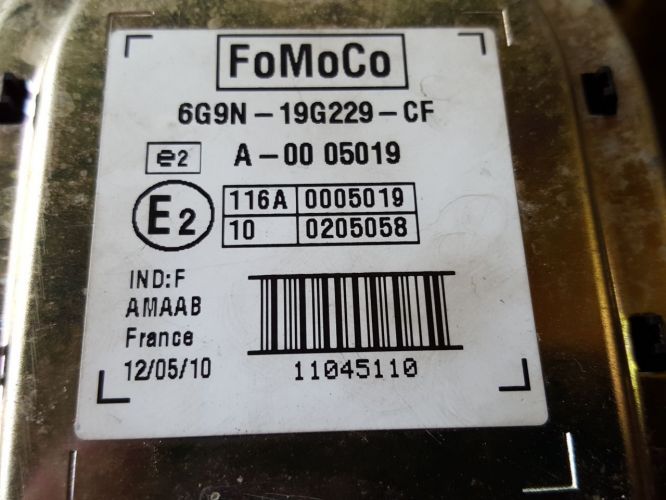 FoMoCo
6G9N-19G229-CF
e2 A-00 05019
E2 116A 0005019
10 0205058
IND:F
AMAAB
France
12/05/10
11045110